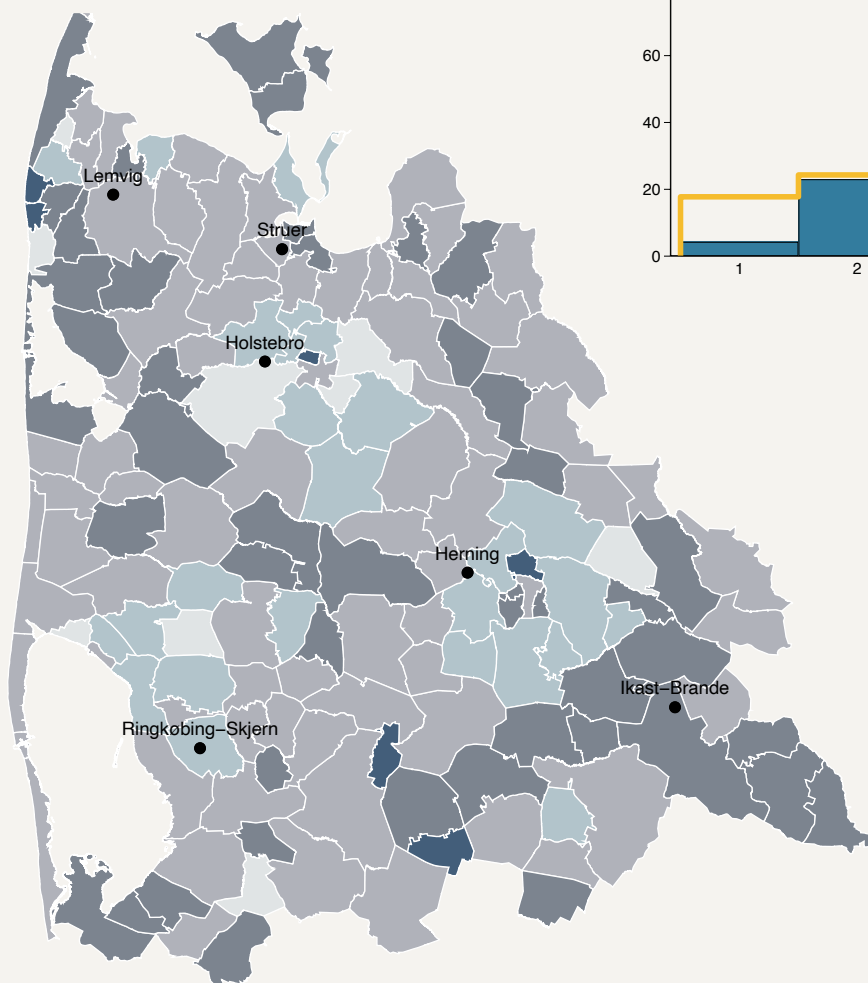 60
40
20
0
1
2
Lemvig
Struer
Holstebro
Herning
Ikast–Brande
Ringkøbing–Skjern